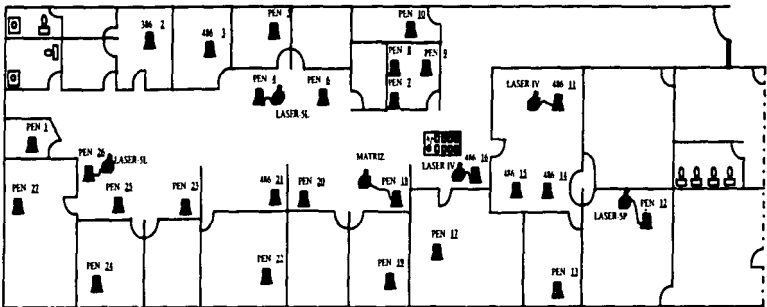 PEN 5
PEN 10
386 2
486 3
PEN 8
PEN 9
PEN 4
PEN 6
PEN 7
LASER IV
486 11
LASER-5L
PEN 1
PEN 26
LASER-5L
MATRIZ
LASER IV
486 16
486 15
486 14
PEN 27
PEN 25
PEN 23
486 21
PEN 20
PEN 18
LASER-5P
PEN 12
PEN 17
PEN 24
PEN 22
PEN 19
PEN 13